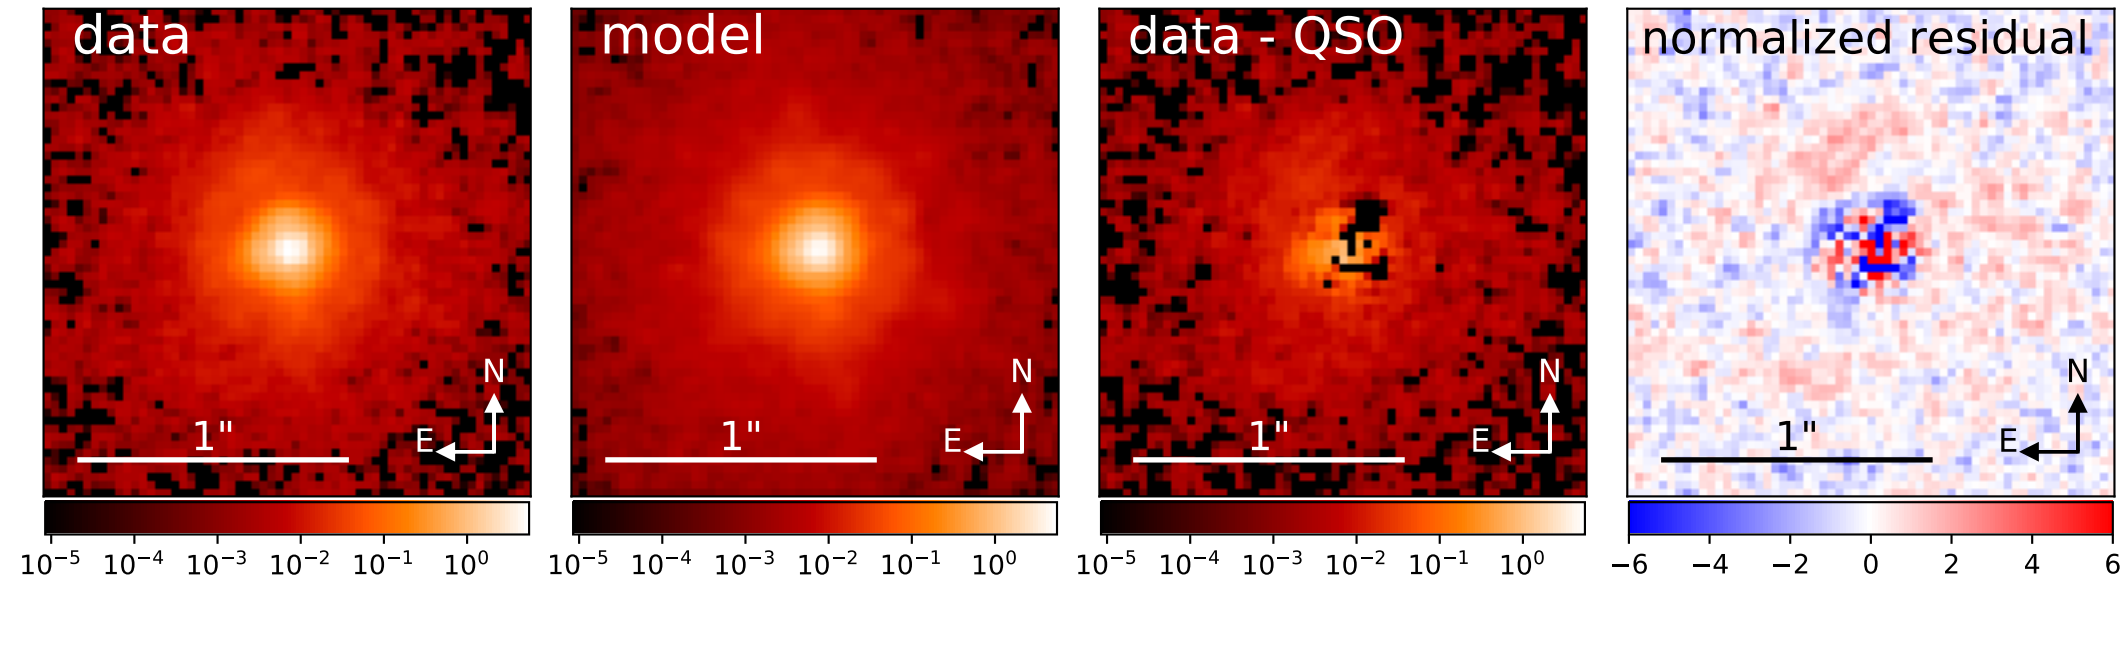 data
model
data - QSO
normalized residual
N
N
N
N
1" E
1" E
1" E
1" E
10⁻⁵ 10⁻⁴ 10⁻³ 10⁻² 10⁻¹ 10⁰
10⁻⁵ 10⁻⁴ 10⁻³ 10⁻² 10⁻¹ 10⁰
10⁻⁵ 10⁻⁴ 10⁻³ 10⁻² 10⁻¹ 10⁰
−6 −4 −2 0 2 4 6